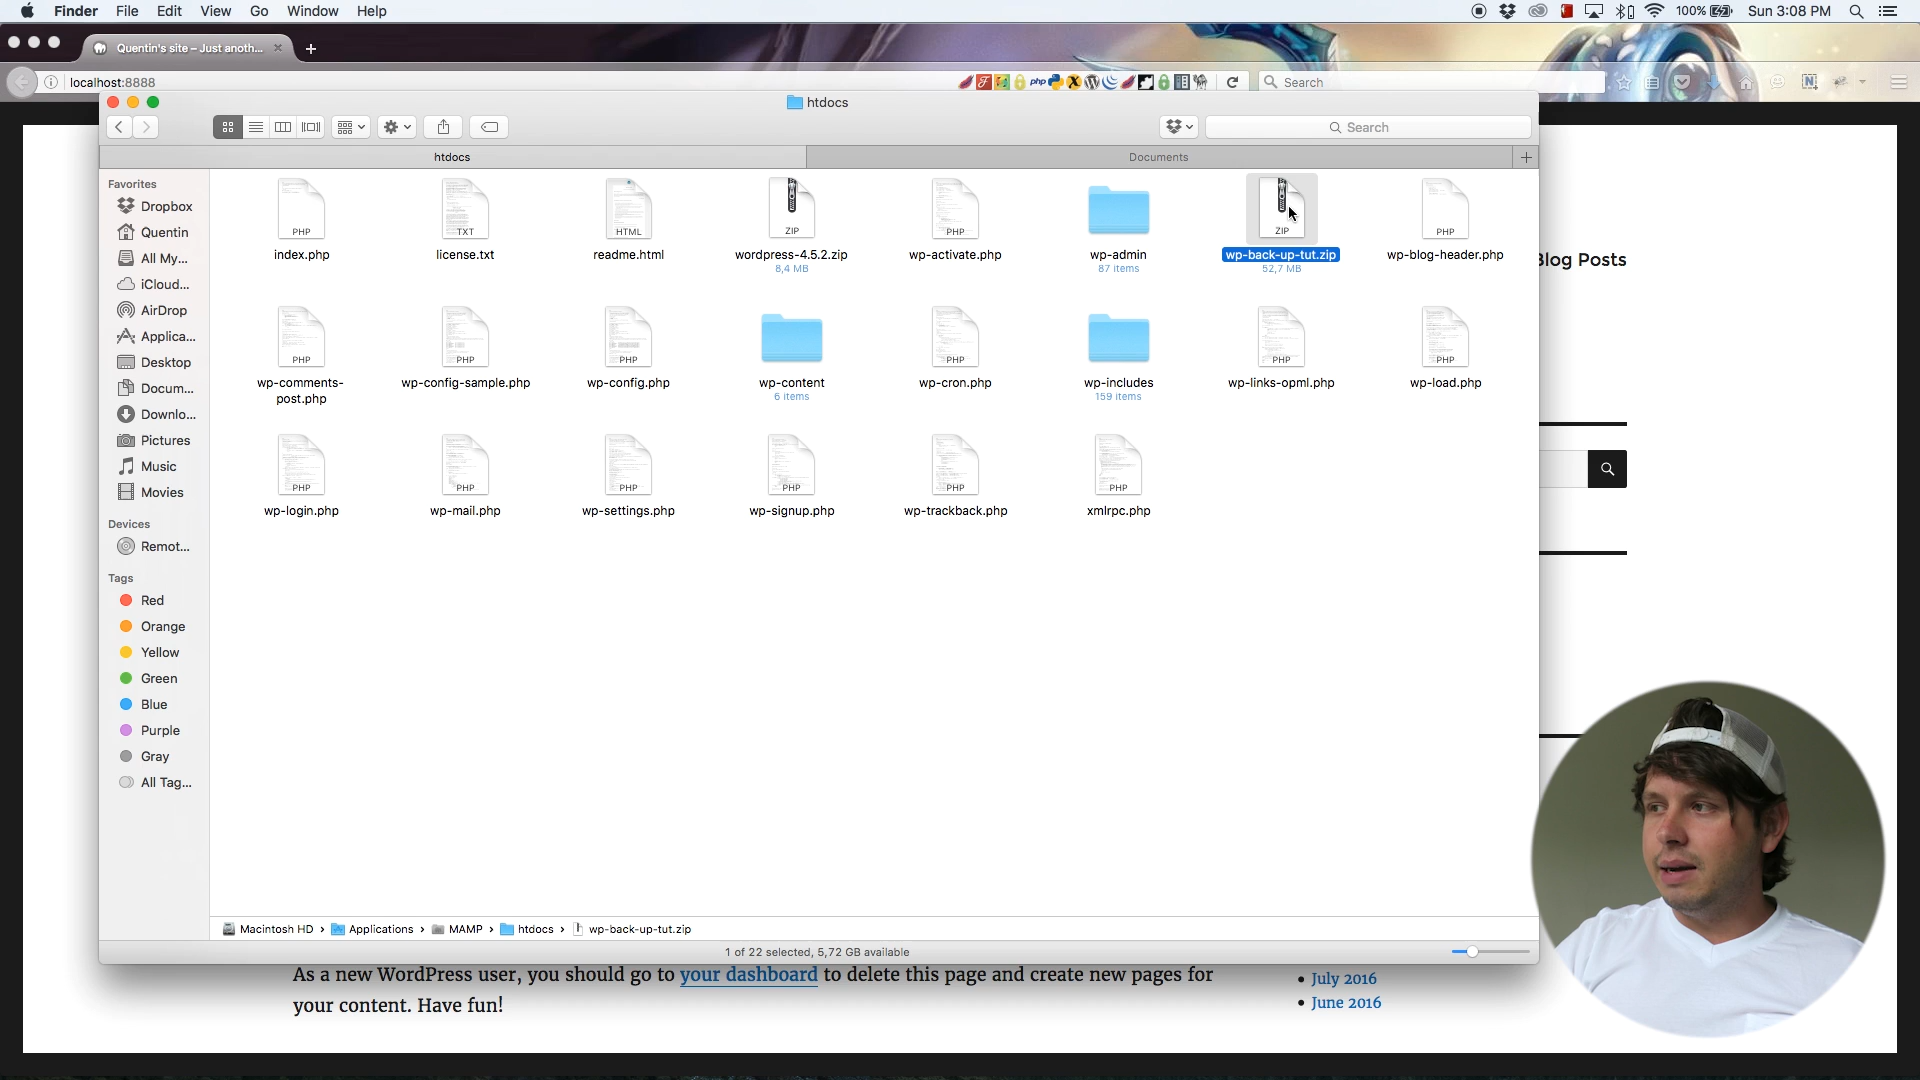 Finder File Edit View Go Window Help
100% Sun 3:08 PM
Quentin's site – Just anoth...
localhost:8888
php
Search
htdocs
Search
htdocs
Documents
Favorites
Dropbox
Quentin
All My...
iCloud...
AirDrop
Applica...
Desktop
Docum...
Downlo...
Pictures
Music
Movies
Devices
Remot...
Tags
Red
Orange
Yellow
Green
Blue
Purple
Gray
All Tag...
PHP
index.php
TXT
license.txt
HTML
readme.html
ZIP
wordpress-4.5.2.zip
8,4 MB
PHP
wp-activate.php
wp-admin
87 items
ZIP
wp-back-up-tut.zip
52,7 MB
PHP
wp-blog-header.php
PHP
wp-comments-
post.php
PHP
wp-config-sample.php
PHP
wp-config.php
wp-content
6 items
PHP
wp-cron.php
wp-includes
159 items
PHP
wp-links-opml.php
PHP
wp-load.php
PHP
wp-login.php
PHP
wp-mail.php
PHP
wp-settings.php
PHP
wp-signup.php
PHP
wp-trackback.php
PHP
xmlrpc.php
Macintosh HD › Applications › MAMP › htdocs › wp-back-up-tut.zip
1 of 22 selected, 5,72 GB available
Blog Posts
As a new WordPress user, you should go to your dashboard to delete this page and create new pages for
your content. Have fun!
• July 2016
• June 2016